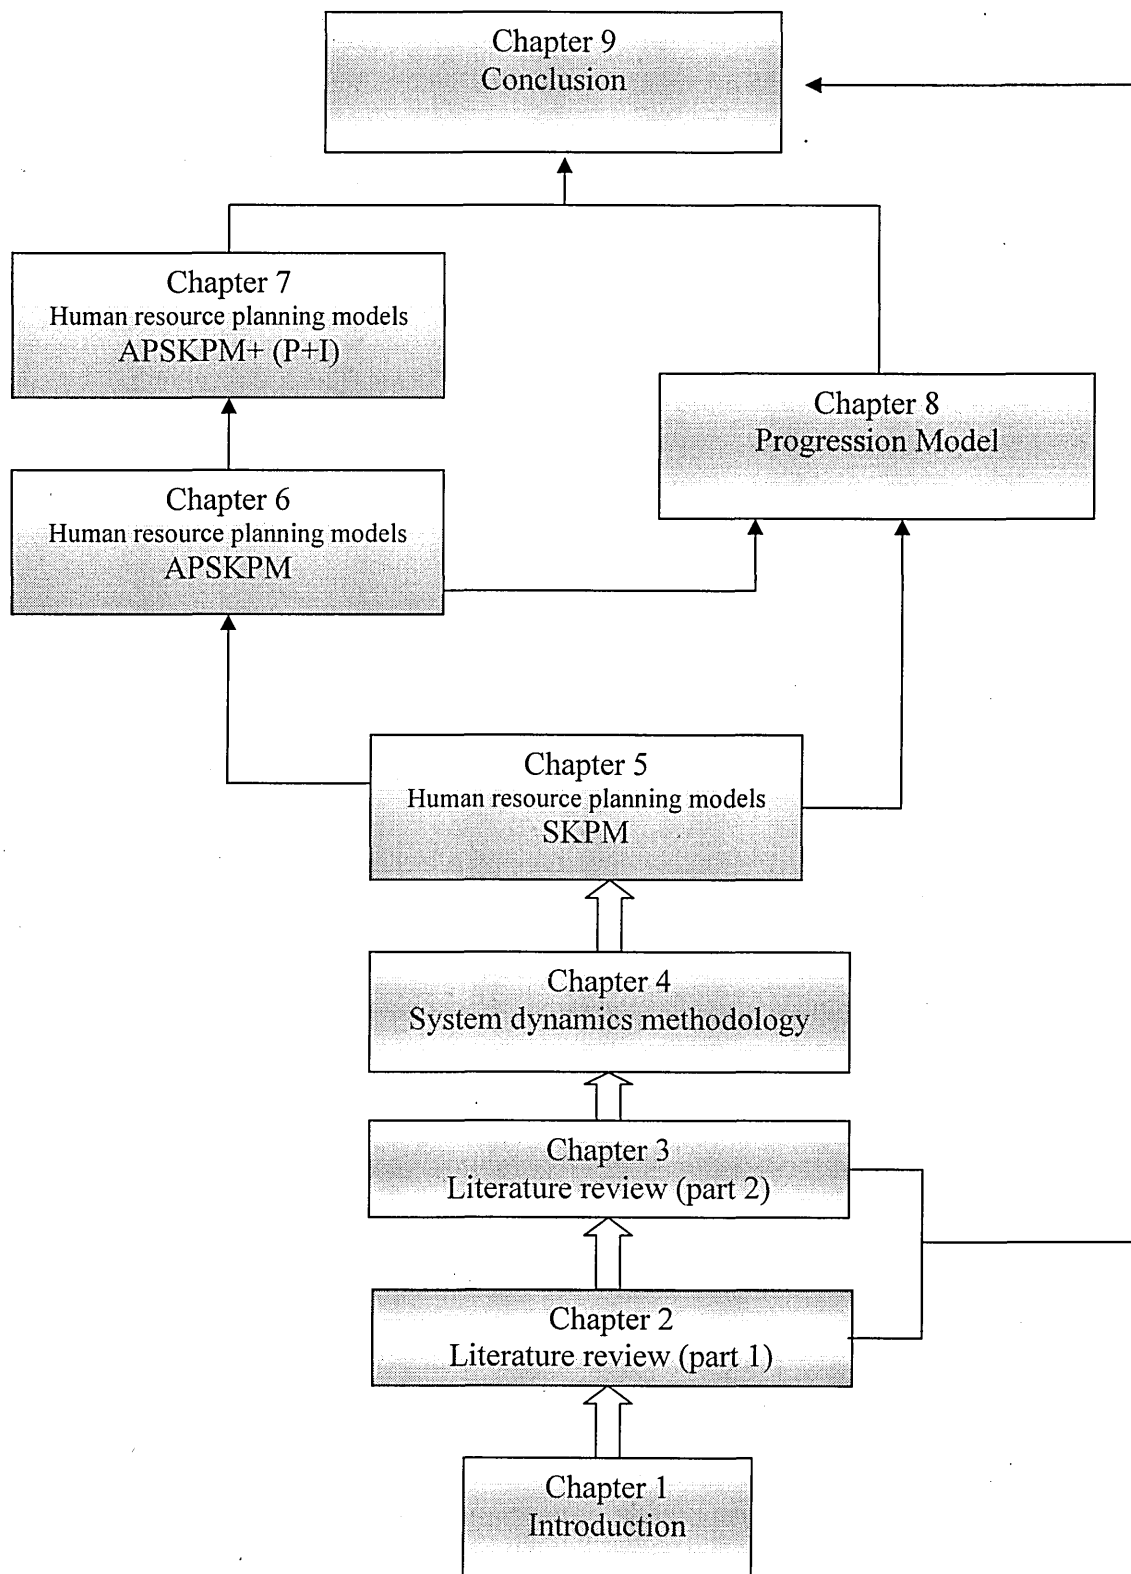 Chapter 9
Conclusion
Chapter 7
Human resource planning models
APSKPM+ (P+I)
Chapter 8
Progression Model
Chapter 6
Human resource planning models
APSKPM
Chapter 5
Human resource planning models
SKPM
Chapter 4
System dynamics methodology
Chapter 3
Literature review (part 2)
Chapter 2
Literature review (part 1)
Chapter 1
Introduction